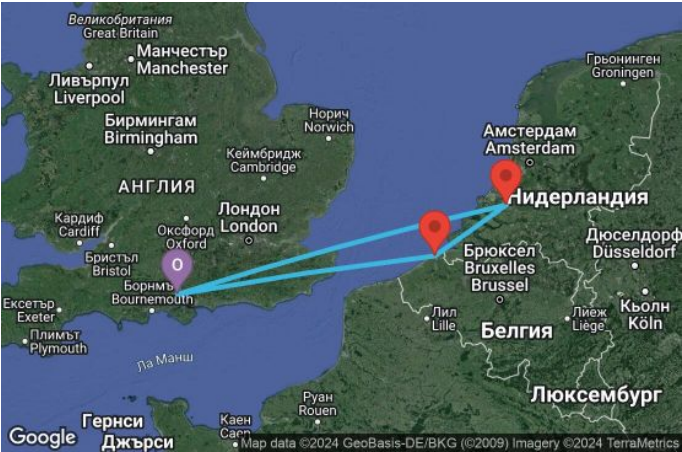 Великобритания
Great Britain
Манчестър
Manchester
Ливърпул
Liverpool
Грьонинген
Groningen
Бирмингам
Birmingham
Норич
Norwich
Амстердам
Amsterdam
Кеймбридж
Cambridge
АНГЛИЯ
Нидерландия
Кардиф
Cardiff
Оксфорд
Oxford
Лондон
London
Бристъл
Bristol
Брюксел
Bruxelles
Brussel
Дюселдорф
Düsseldorf
O
Борнмъ
Bournemouth
Ексетър
Exeter
Плимът
Plymouth
Лил
Lille
Белгия
Лиеж
Liège
Кьолн
Köln
Ла Манш
Люксембург
Руан
Rouen
Гернси
Джърси
Каен
Caen
Google
Map data ©2024 GeoBasis-DE/BKG (©2009) Imagery ©2024 TerraMetrics